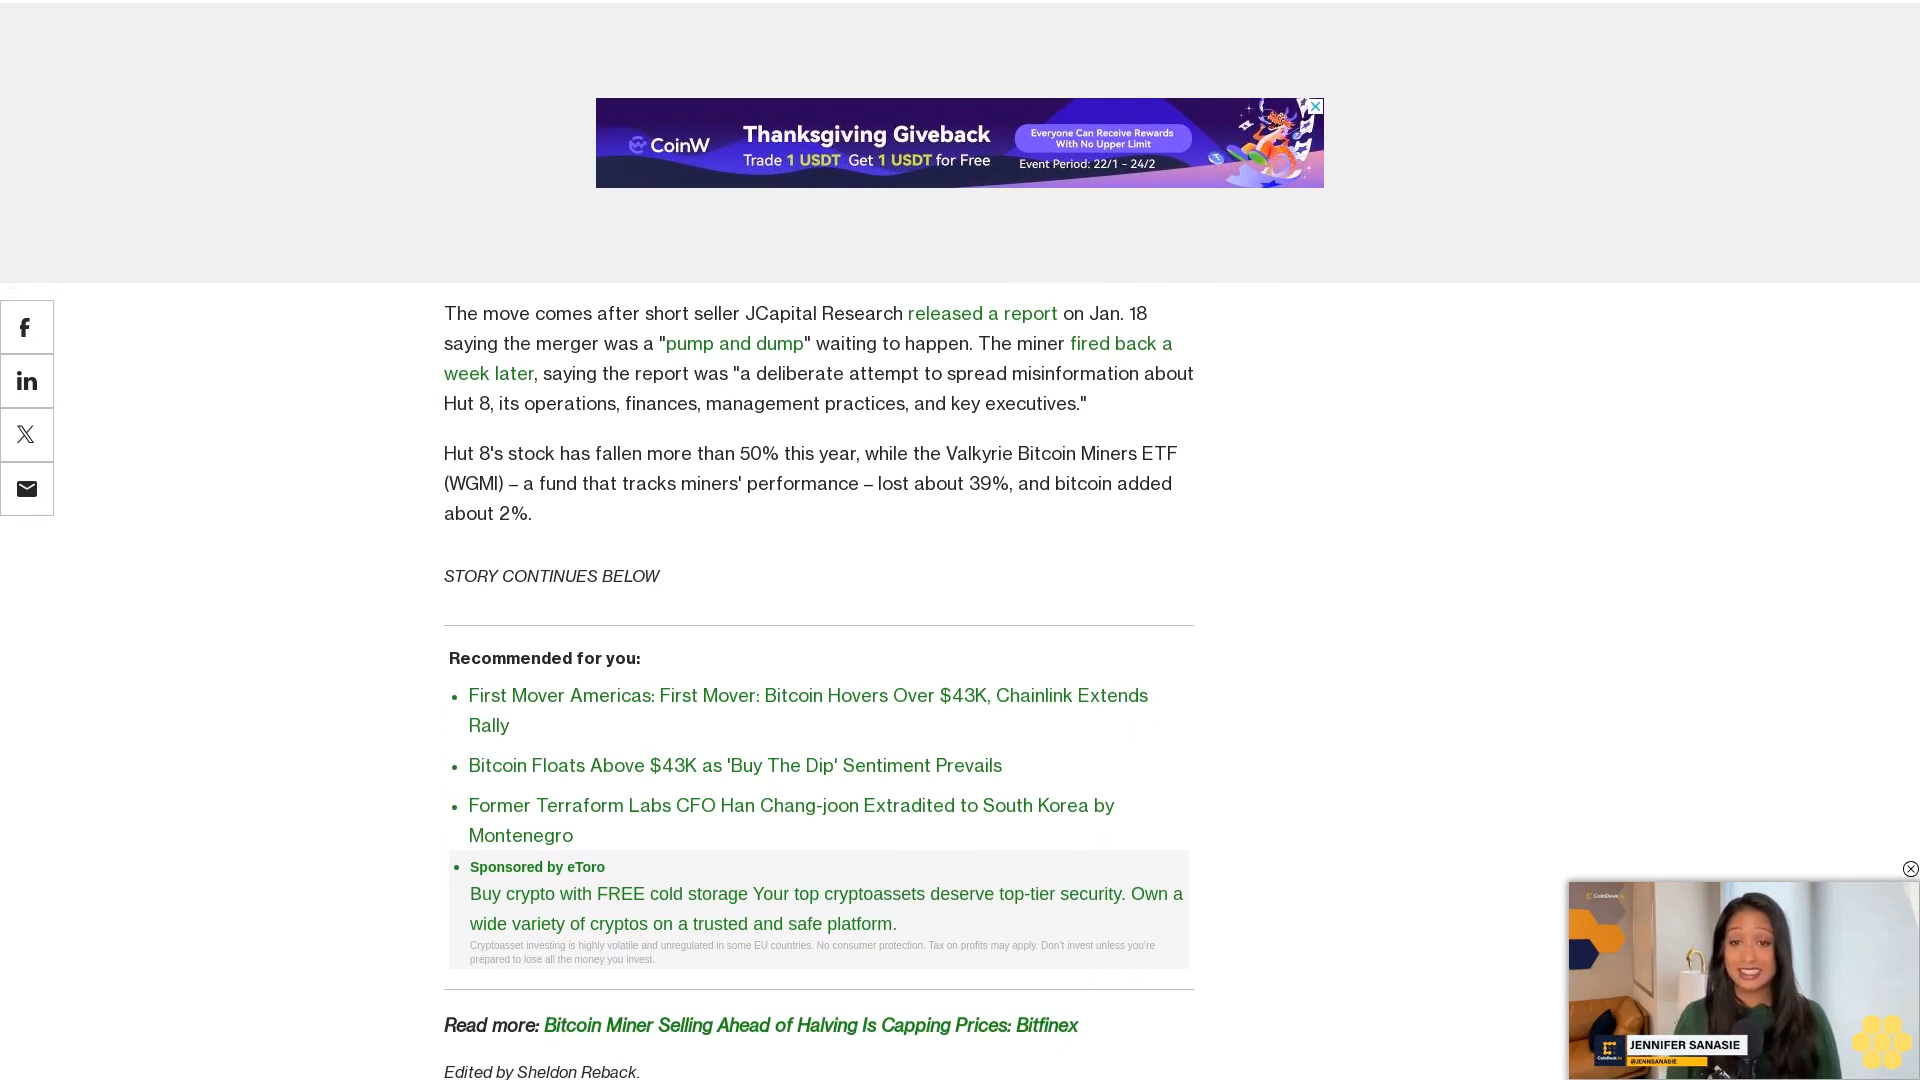 CoinW
Thanksgiving Giveback
Trade 1 USDT Get 1 USDT for Free
Everyone Can Receive Rewards
With No Upper Limit
Event Period: 22/1 - 24/2
The move comes after short seller JCapital Research released a report on Jan. 18
saying the merger was a "pump and dump" waiting to happen. The miner fired back a
week later, saying the report was "a deliberate attempt to spread misinformation about
Hut 8, its operations, finances, management practices, and key executives."
Hut 8's stock has fallen more than 50% this year, while the Valkyrie Bitcoin Miners ETF
(WGMI) – a fund that tracks miners' performance – lost about 39%, and bitcoin added
about 2%.
STORY CONTINUES BELOW
Recommended for you:
• First Mover Americas: First Mover: Bitcoin Hovers Over $43K, Chainlink Extends
Rally
• Bitcoin Floats Above $43K as 'Buy The Dip' Sentiment Prevails
• Former Terraform Labs CFO Han Chang-joon Extradited to South Korea by
Montenegro
• Sponsored by eToro
Buy crypto with FREE cold storage Your top cryptoassets deserve top-tier security. Own a
wide variety of cryptos on a trusted and safe platform.
Cryptoasset investing is highly volatile and unregulated in some EU countries. No consumer protection. Tax on profits may apply. Don't invest unless you're
prepared to lose all the money you invest.
Read more: Bitcoin Miner Selling Ahead of Halving Is Capping Prices: Bitfinex
Edited by Sheldon Reback.
CoinDesk
JENNIFER SANASIE
@JENNSANASIE